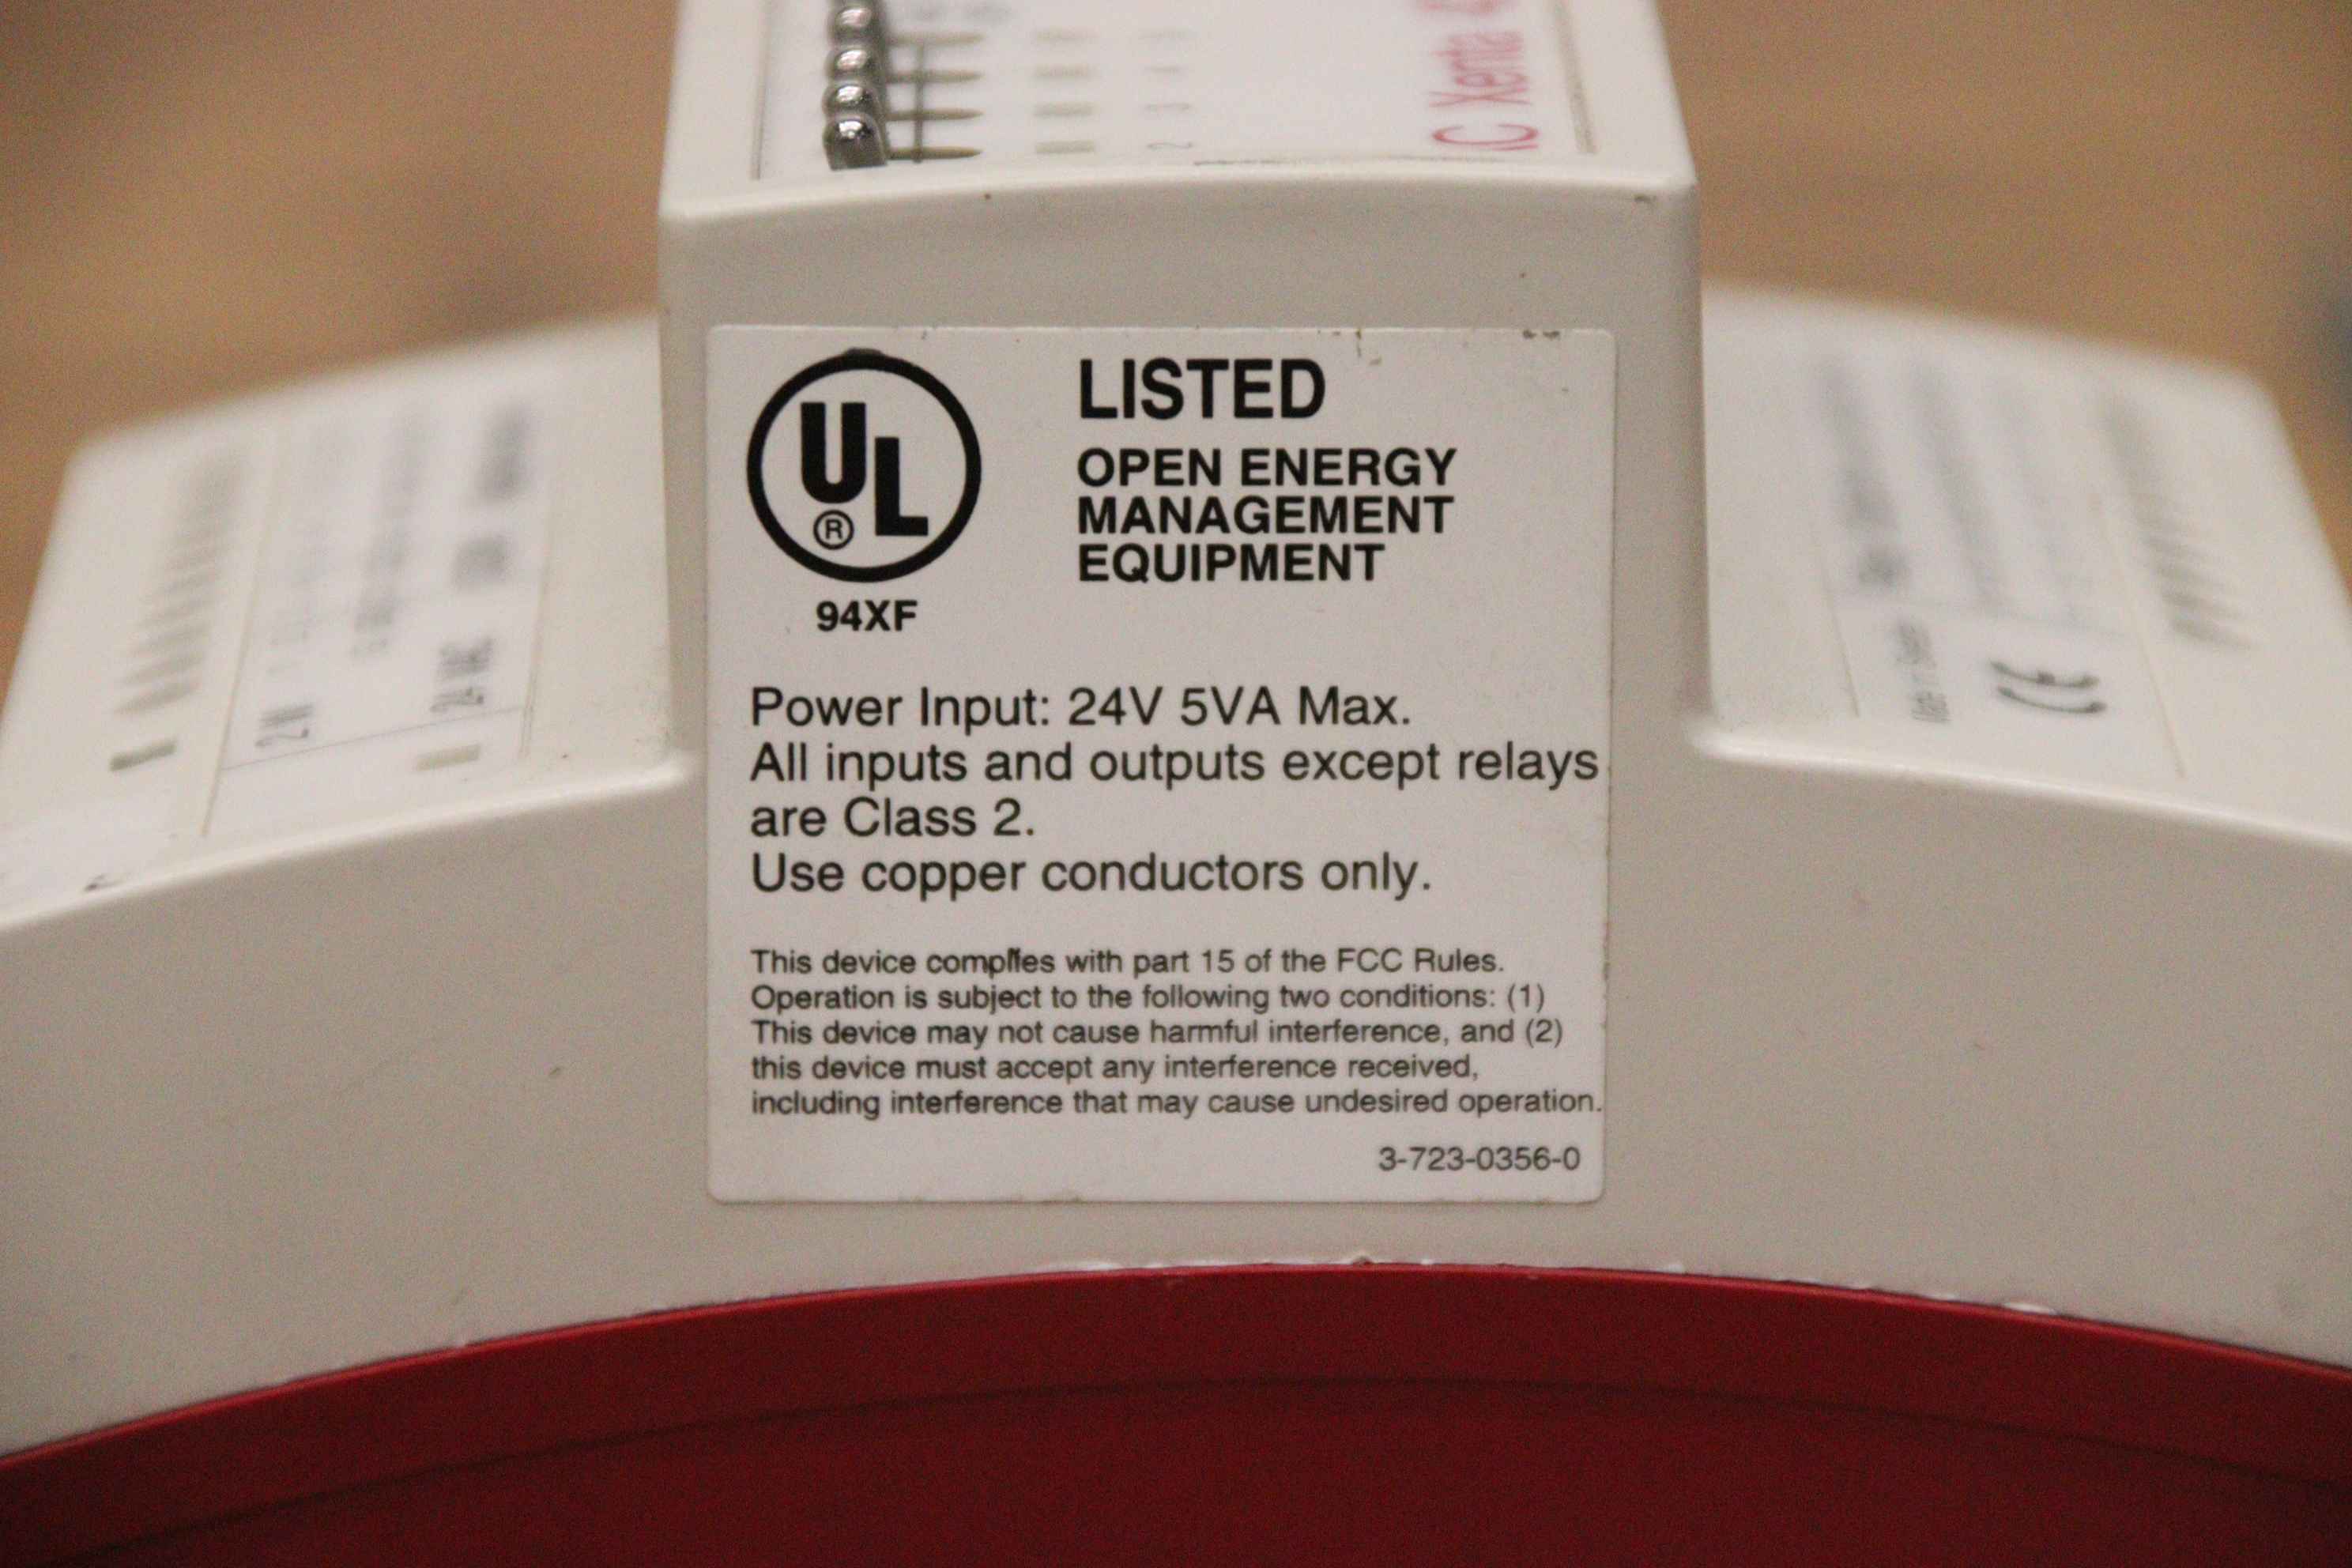 C Xenta
UL
®
LISTED
OPEN ENERGY
MANAGEMENT
EQUIPMENT
94XF
Power Input: 24V 5VA Max.
All inputs and outputs except relays
are Class 2.
Use copper conductors only.
This device complies with part 15 of the FCC Rules.
Operation is subject to the following two conditions: (1)
This device may not cause harmful interference, and (2)
this device must accept any interference received,
including interference that may cause undesired operation.
3-723-0356-0
CE